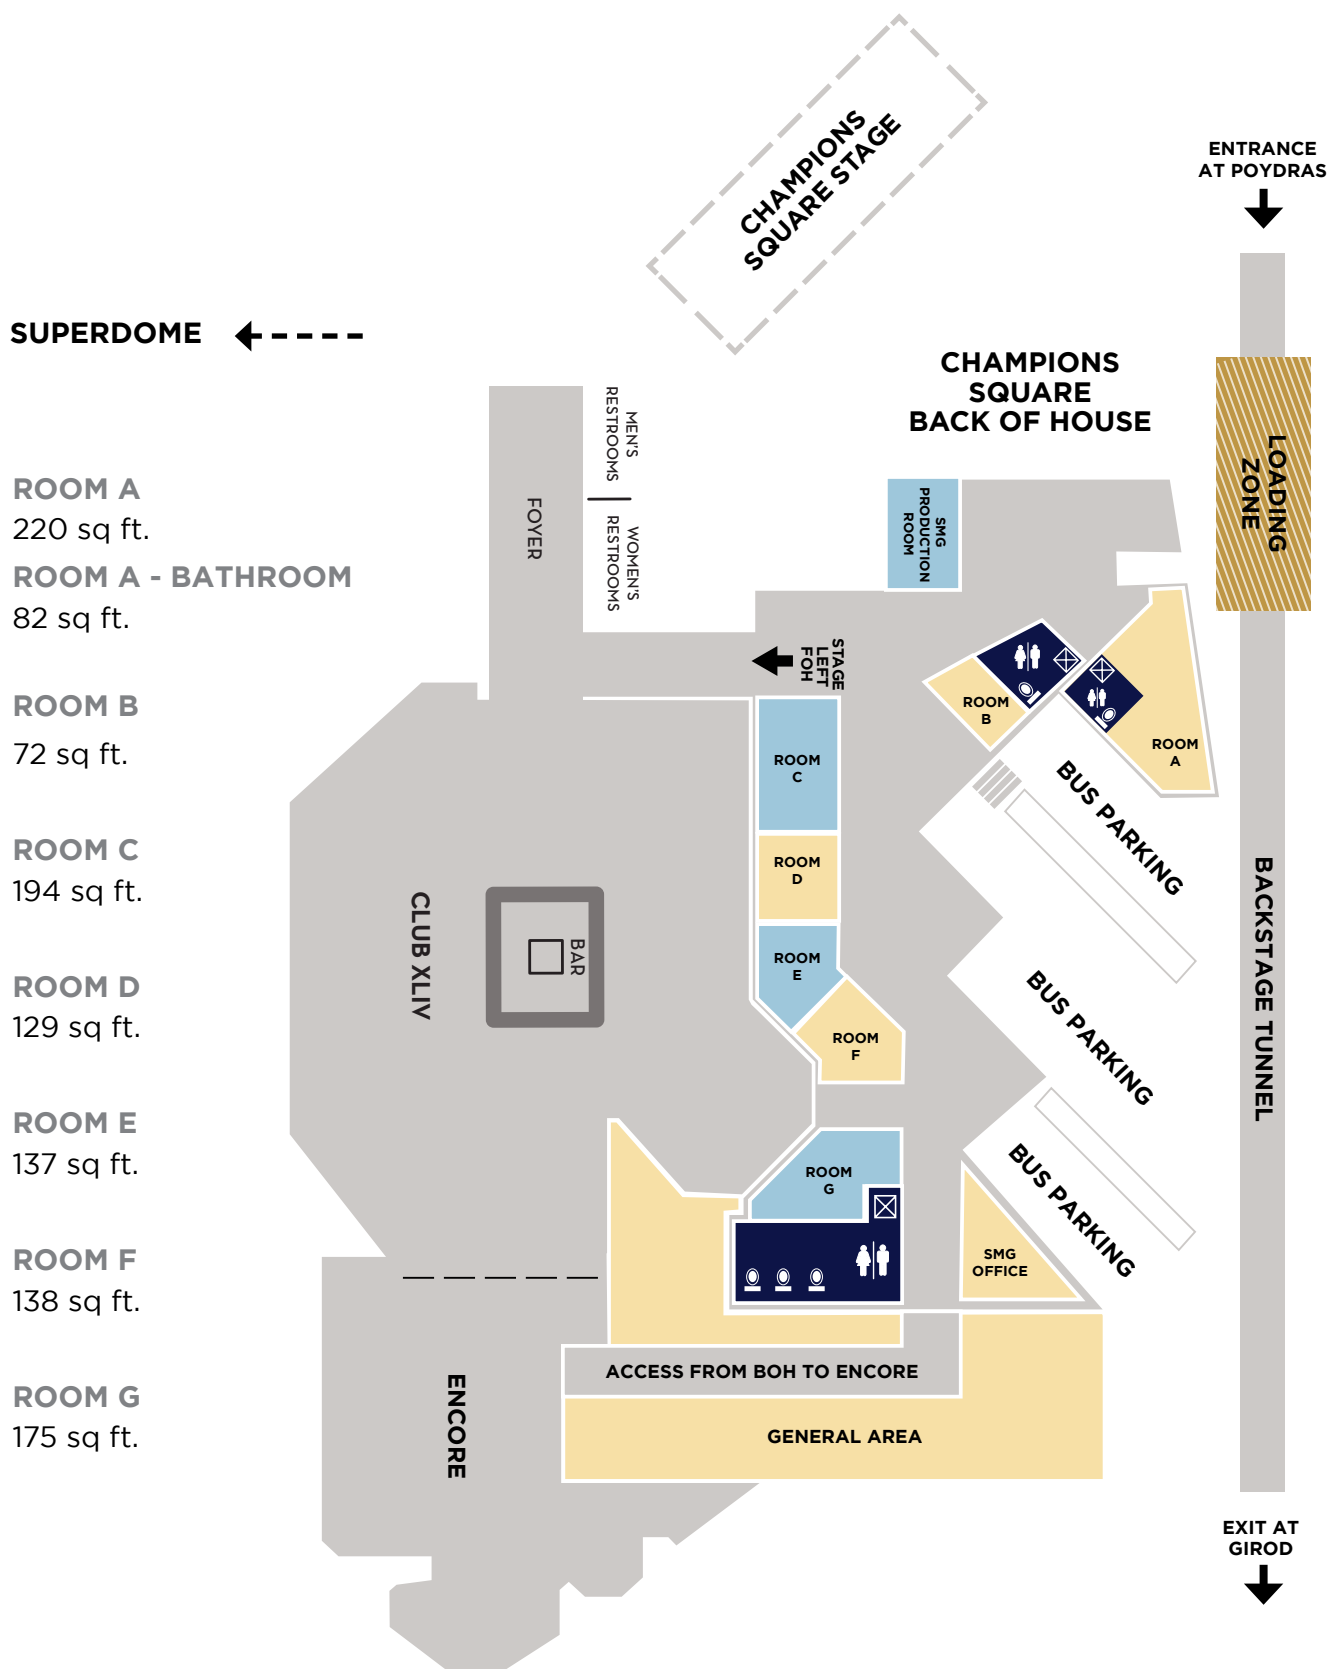 CHAMPIONS
SQUARE STAGE
ENTRANCE
AT POYDRAS
SUPERDOME
CHAMPIONS
SQUARE
BACK OF HOUSE
LOADING
ZONE
MEN'S
RESTROOMS
WOMEN'S
RESTROOMS
FOYER
SMG
PRODUCTION
ROOM
ROOM A
220 sq ft.
ROOM A - BATHROOM
82 sq ft.
ROOM B
72 sq ft.
ROOM C
194 sq ft.
ROOM D
129 sq ft.
ROOM E
137 sq ft.
ROOM F
138 sq ft.
ROOM G
175 sq ft.
STAGE
LEFT
FOH
ROOM
B
ROOM
A
ROOM
C
ROOM
D
ROOM
E
ROOM
F
ROOM
G
BUS PARKING
BUS PARKING
BUS PARKING
BACKSTAGE TUNNEL
CLUB XLIV
BAR
SMG
OFFICE
ACCESS FROM BOH TO ENCORE
GENERAL AREA
ENCORE
EXIT AT
GIROD